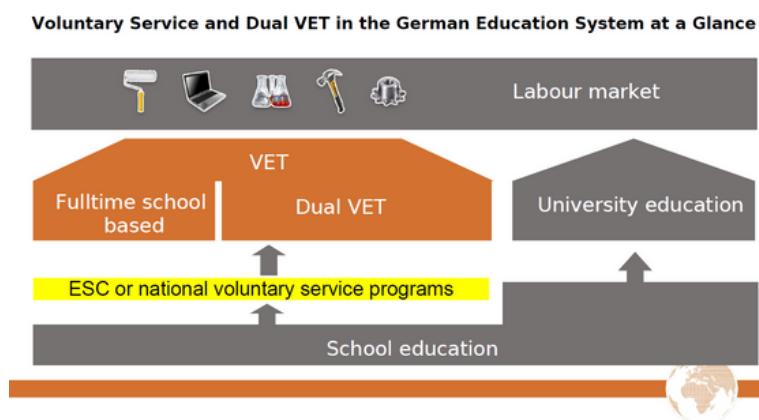 Voluntary Service and Dual VET in the German Education System at a Glance
Labour market
VET
Fulltime school
based
Dual VET
University education
ESC or national voluntary service programs
School education